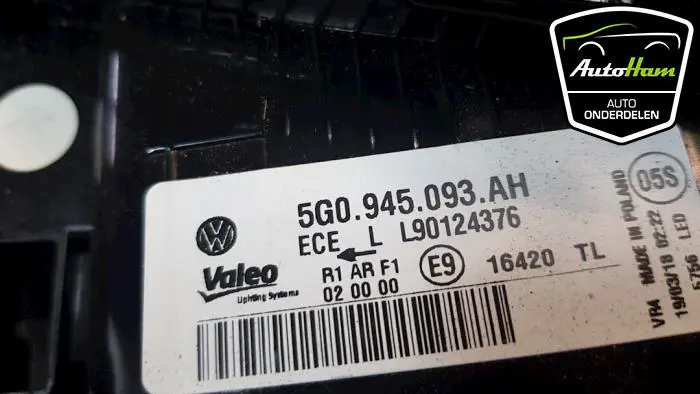 AutoHam
AUTO
ONDERDELEN
5G0.945.093.AH
ECE L L90124376
Valeo
Lighting Systems
R1 AR F1
02 00 00
E9
16420 TL
05S
VR4 MADE IN POLAND
19/03/18 02:22
5756 LED